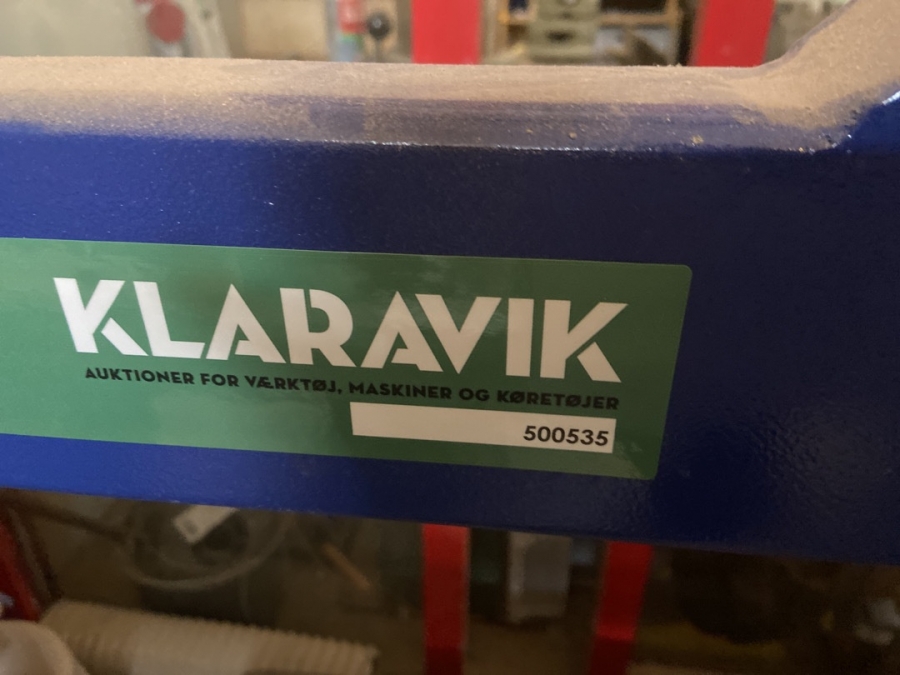 KLARAVIK
AUKTIONER FOR VÆRKTØJ, MASKINER OG KØRETØJER
500535